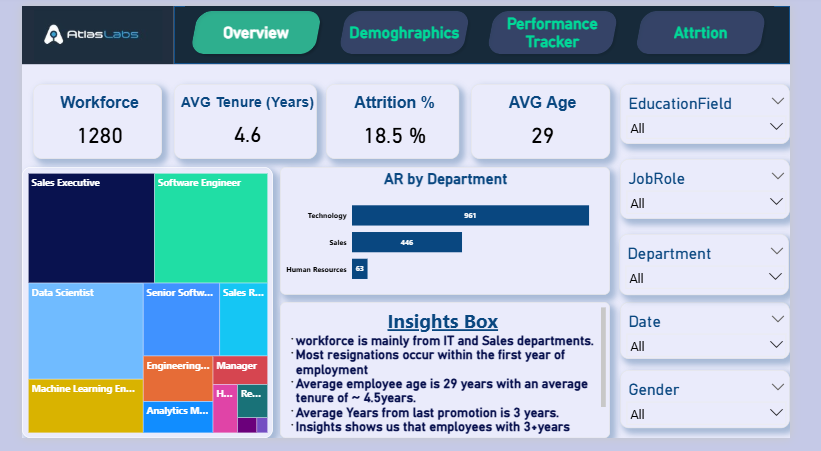 AtlasLabs
Overview
Demoghraphics
Performance
Tracker
Attrtion
Workforce
1280
AVG Tenure (Years)
4.6
Attrition %
18.5 %
AVG Age
29
EducationField
All
JobRole
All
Department
All
Date
All
Gender
All
Sales Executive
Software Engineer
Data Scientist
Senior Softw...
Sales R...
Machine Learning En...
Engineering...
Manager
Analytics M...
H...
Re...
AR by Department
Technology
961
Sales
446
Human Resources
63
Insights Box
· workforce is mainly from IT and Sales departments.
· Most resignations occur within the first year of
employment
· Average employee age is 29 years with an average
tenure of ~ 4.5years.
· Average Years from last promotion is 3 years.
· Insights shows us that employees with 3+years